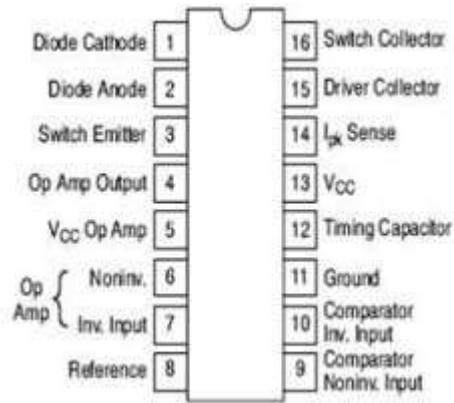 Diode Cathode 1
Diode Anode 2
Switch Emitter 3
Op Amp Output 4
VCC Op Amp 5
Op
Amp
Noninv. 6
Inv. Input 7
Reference 8
16 Switch Collector
15 Driver Collector
14 Ipk Sense
13 VCC
12 Timing Capacitor
11 Ground
10 Comparator
Inv. Input
9 Comparator
Noninv. Input